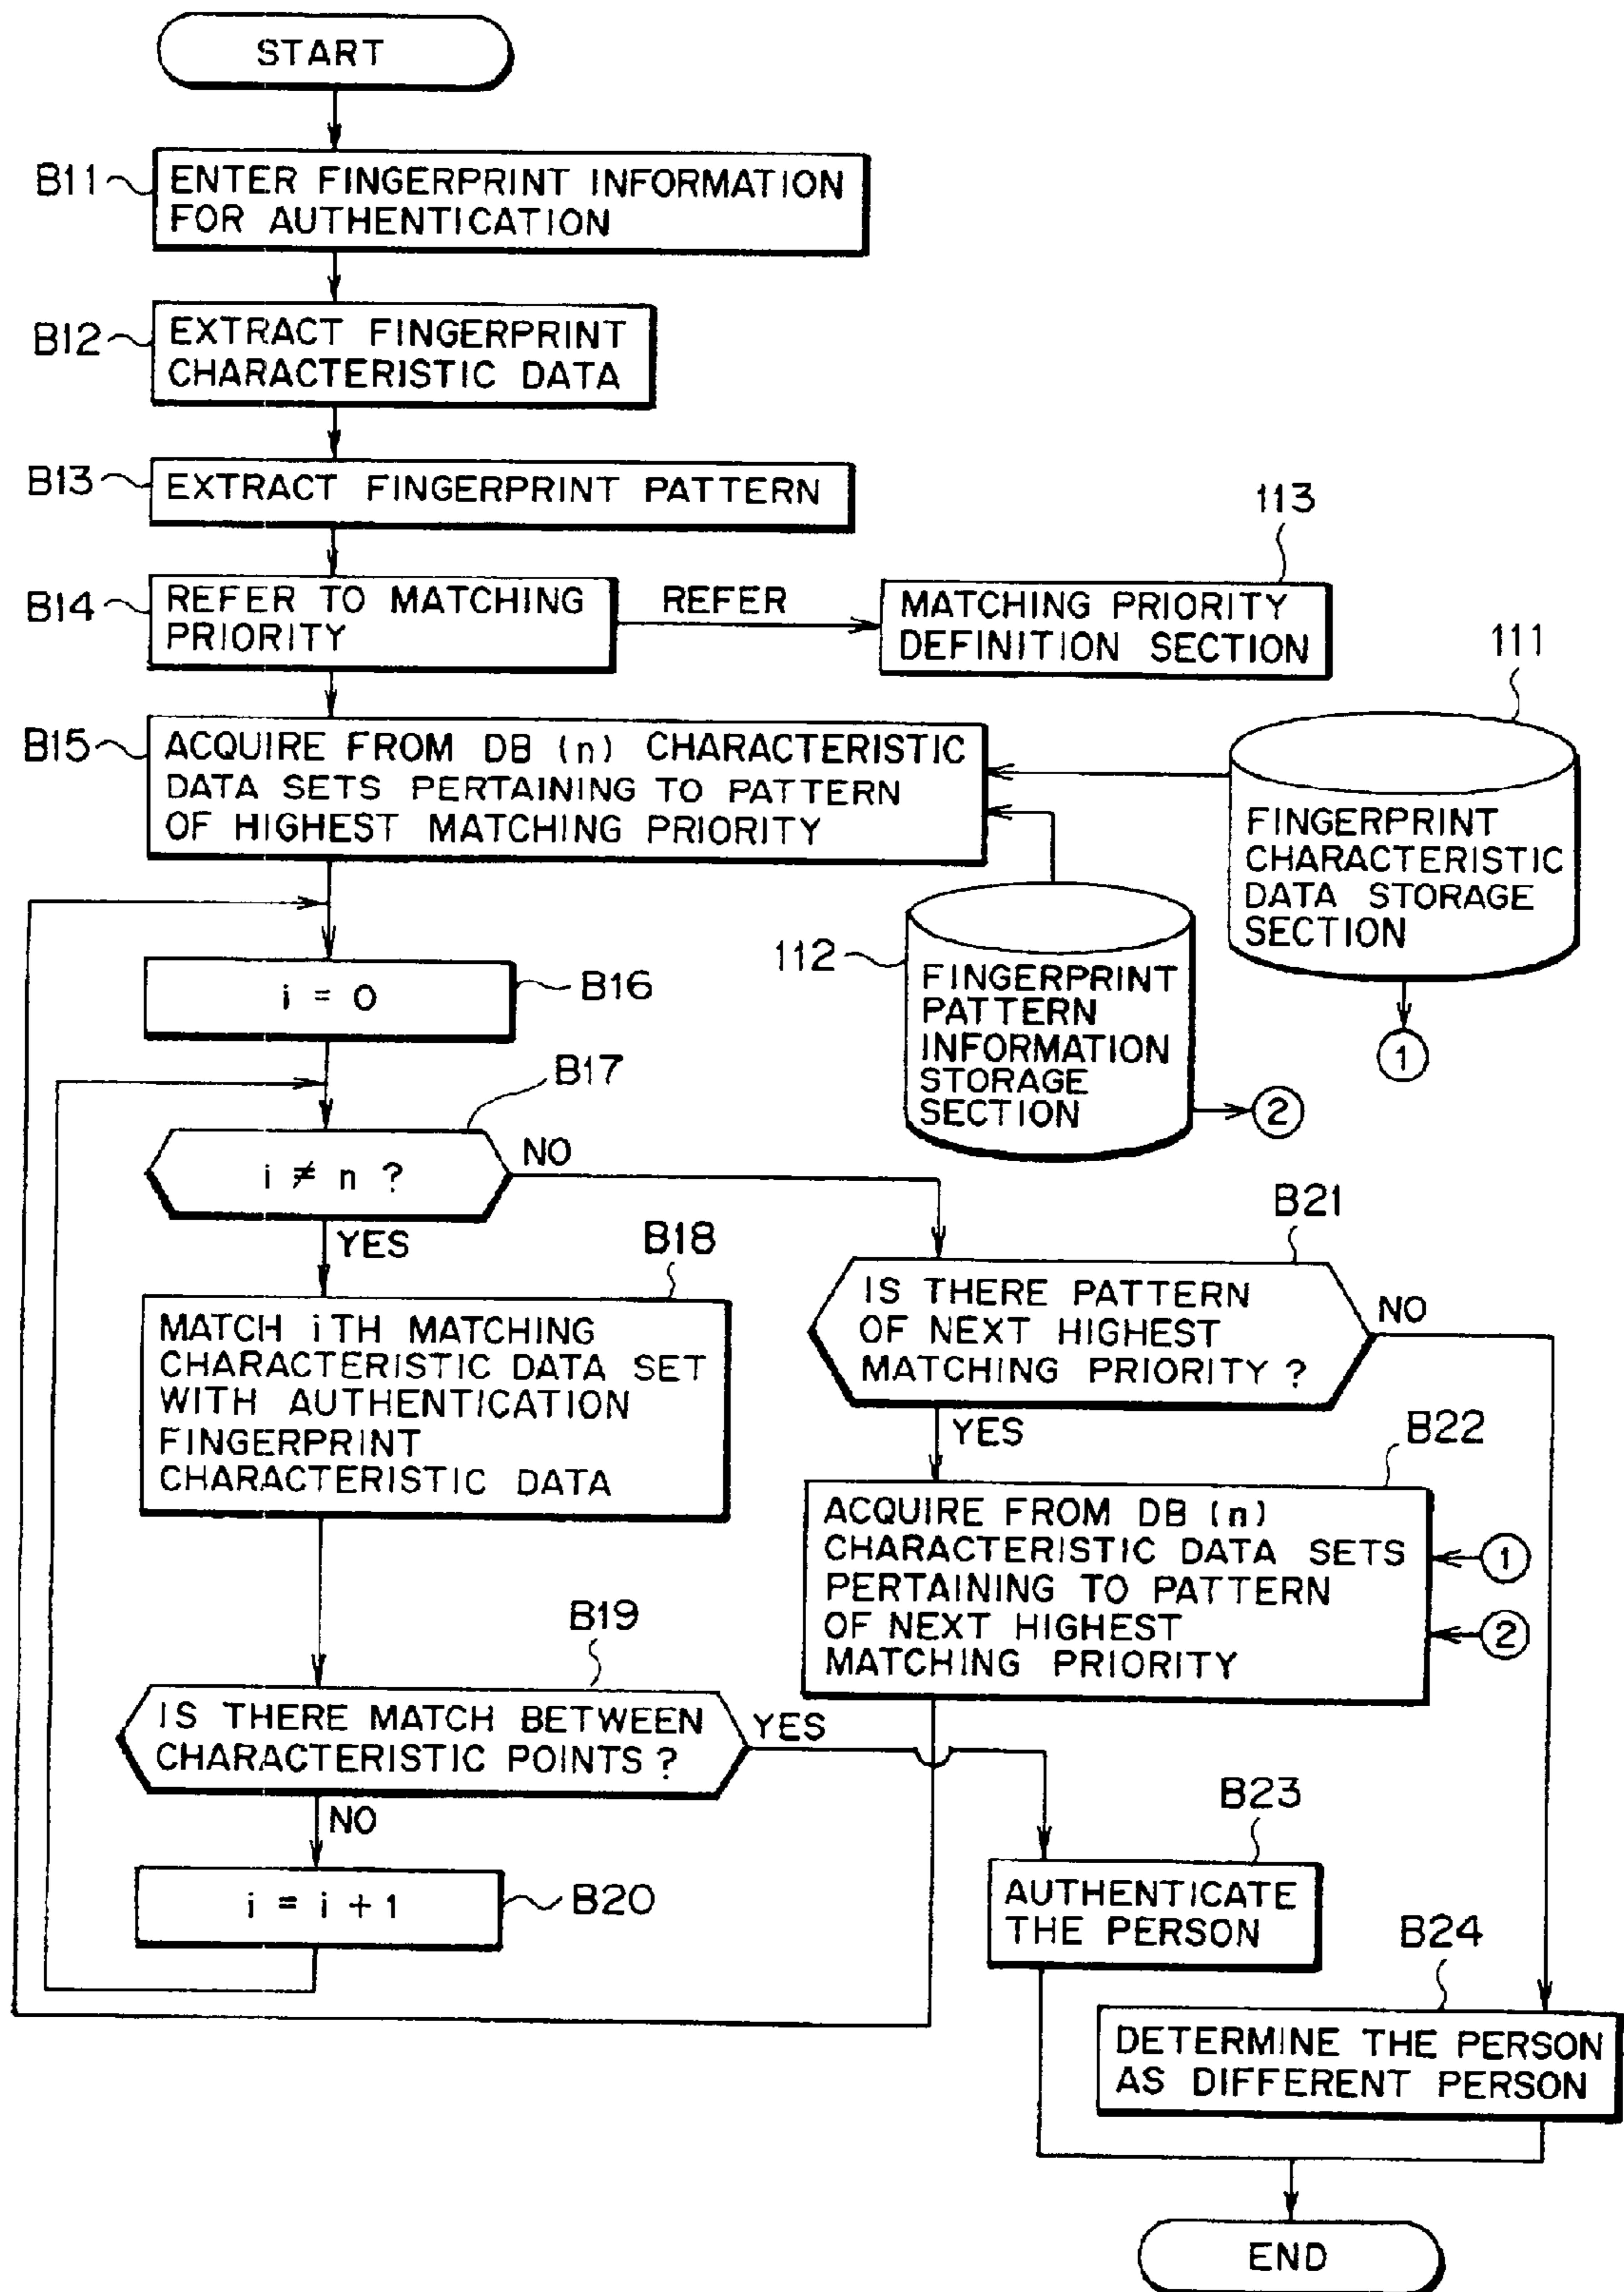 START
B11
ENTER FINGERPRINT INFORMATION
FOR AUTHENTICATION
B12
EXTRACT FINGERPRINT
CHARACTERISTIC DATA
B13
EXTRACT FINGERPRINT PATTERN
113
B14
REFER TO MATCHING
PRIORITY
REFER
MATCHING PRIORITY
DEFINITION SECTION
111
B15
ACQUIRE FROM DB (n) CHARACTERISTIC
DATA SETS PERTAINING TO PATTERN
OF HIGHEST MATCHING PRIORITY
FINGERPRINT
CHARACTERISTIC
DATA STORAGE
SECTION
1
112
FINGERPRINT
PATTERN
INFORMATION
STORAGE
SECTION
2
i = 0
B16
B17
i ≠ n ?
NO
YES
B18
MATCH iTH MATCHING
CHARACTERISTIC DATA SET
WITH AUTHENTICATION
FINGERPRINT
CHARACTERISTIC DATA
B21
IS THERE PATTERN
OF NEXT HIGHEST
MATCHING PRIORITY ?
NO
YES
B22
ACQUIRE FROM DB (n)
CHARACTERISTIC DATA SETS
PERTAINING TO PATTERN
OF NEXT HIGHEST
MATCHING PRIORITY
1
2
B19
IS THERE MATCH BETWEEN
CHARACTERISTIC POINTS ?
YES
NO
i = i + 1
B20
B23
AUTHENTICATE
THE PERSON
B24
DETERMINE THE PERSON
AS DIFFERENT PERSON
END